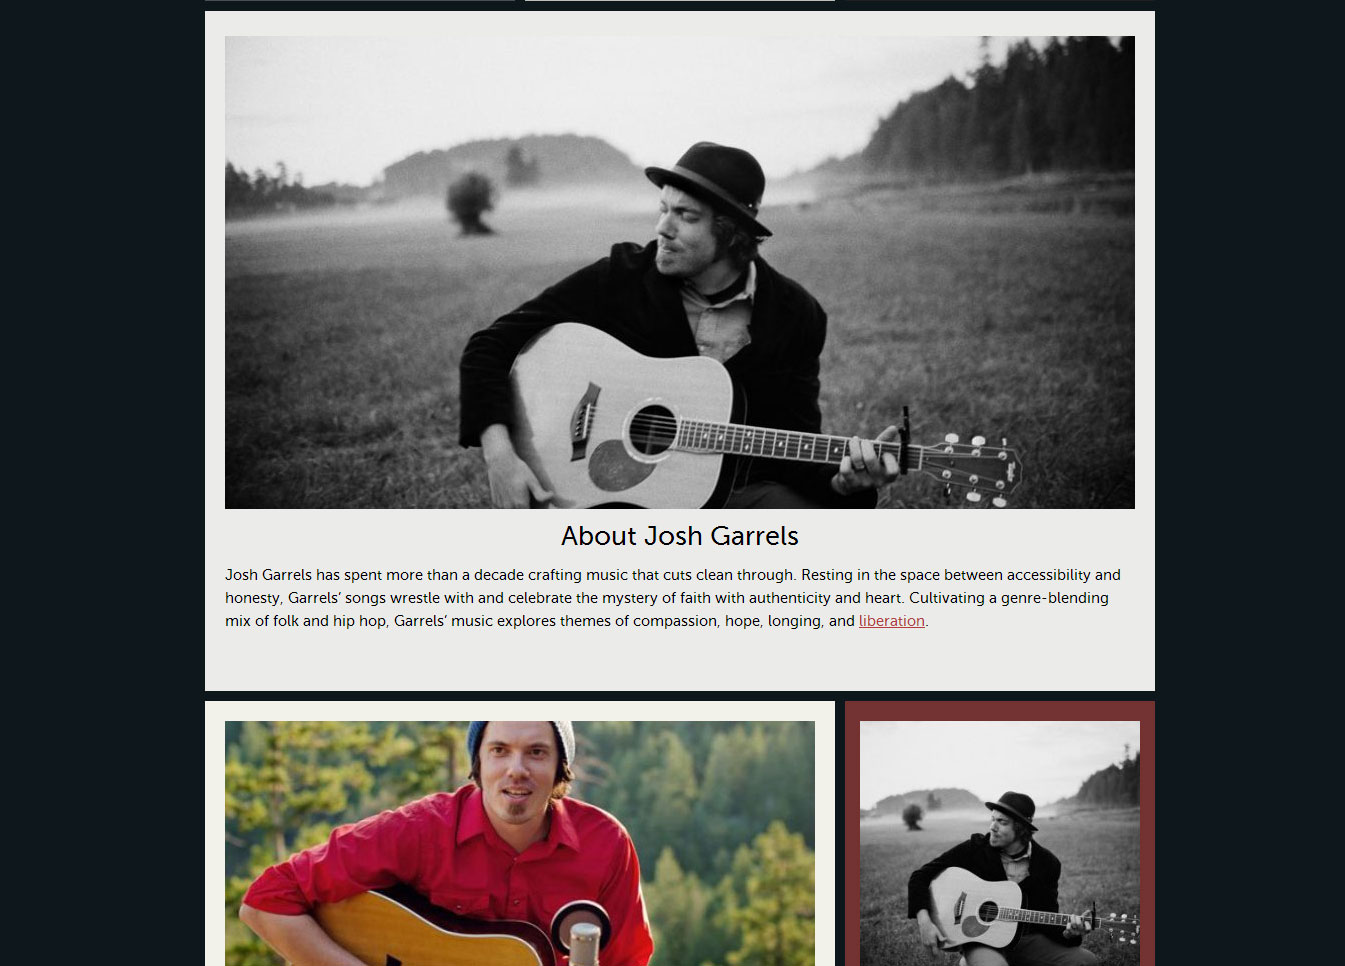 About Josh Garrels
Josh Garrels has spent more than a decade crafting music that cuts clean through. Resting in the space between accessibility and
honesty, Garrels’ songs wrestle with and celebrate the mystery of faith with authenticity and heart. Cultivating a genre-blending
mix of folk and hip hop, Garrels’ music explores themes of compassion, hope, longing, and liberation.